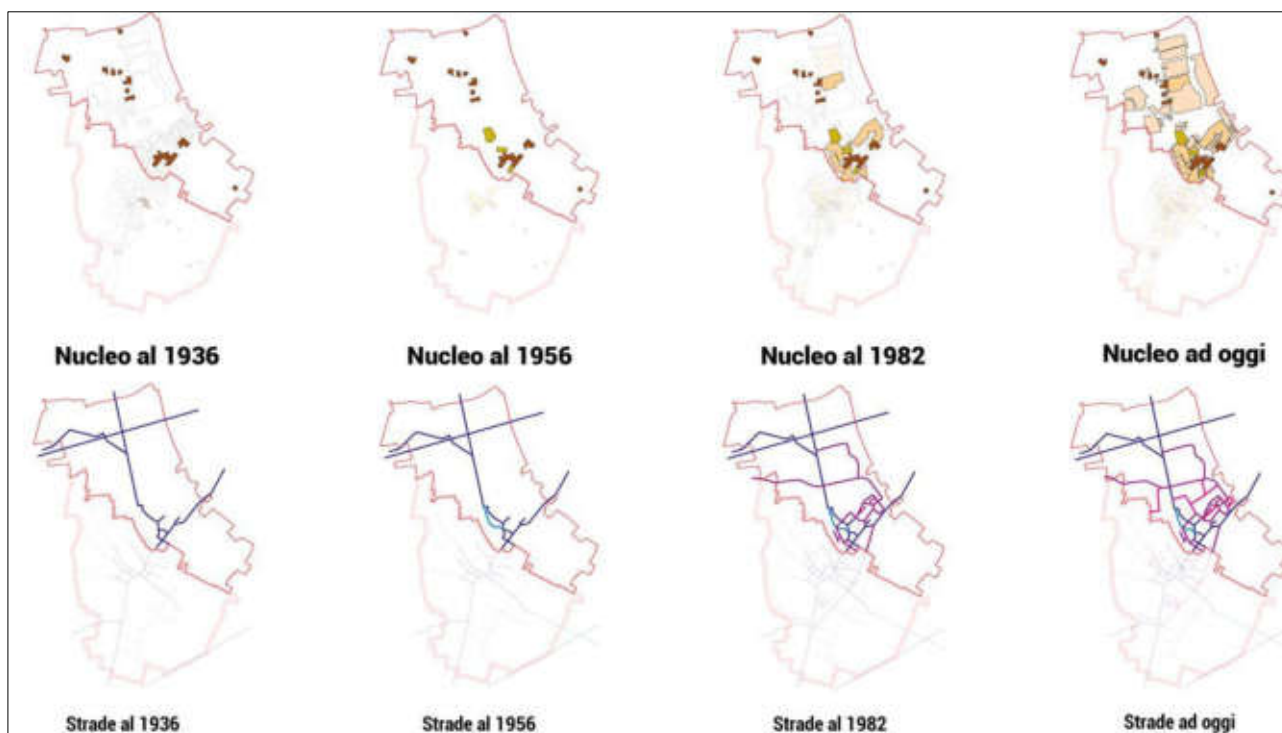 Nucleo al 1936
Nucleo al 1956
Nucleo al 1982
Nucleo ad oggi
Strade al 1936
Strade al 1956
Strade al 1982
Strade ad oggi